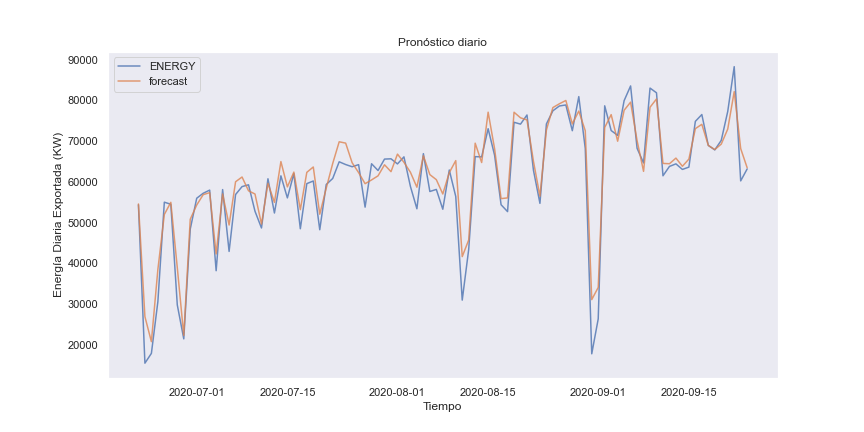 Pronóstico diario
ENERGY
forecast
Energía Diaria Exportada (KW)
90000
80000
70000
60000
50000
40000
30000
20000
2020-07-01 2020-07-15 2020-08-01 2020-08-15 2020-09-01 2020-09-15
Tiempo